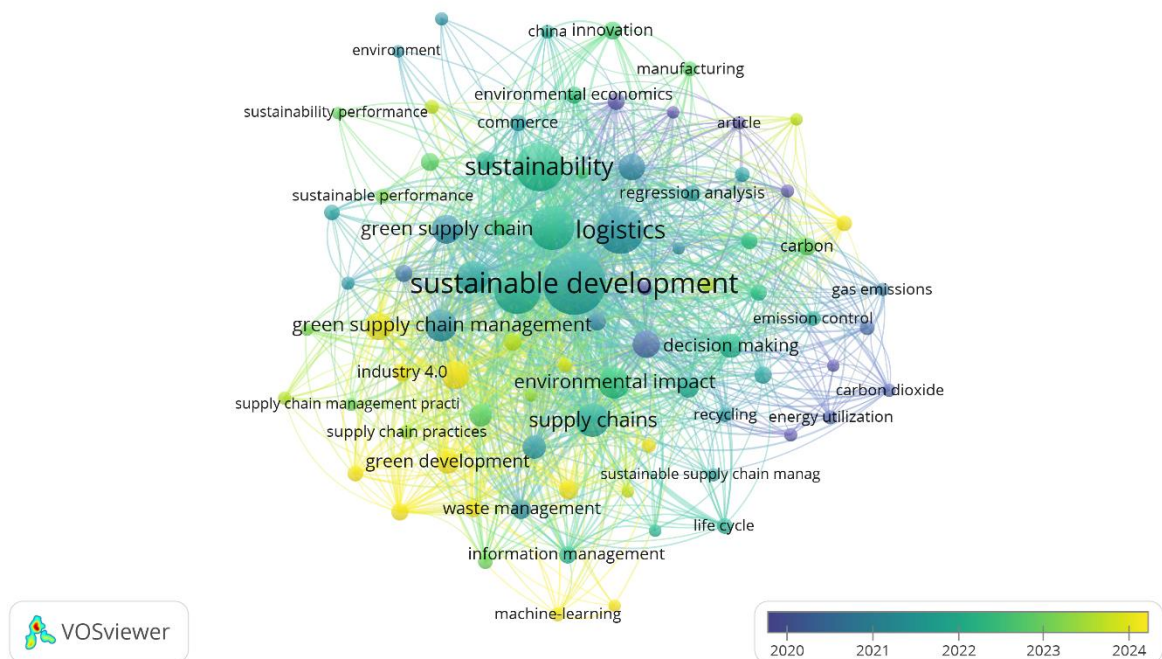 china innovation
environment
manufacturing
environmental economics
sustainability performance
commerce
article
sustainability
regression analysis
sustainable performance
green supply chain
logistics
carbon
sustainable development
gas emissions
emission control
green supply chain management
decision making
industry 4.0
environmental impact
carbon dioxide
supply chain management practi
recycling
energy utilization
supply chains
supply chain practices
green development
sustainable supply chain manag
waste management
life cycle
information management
machine-learning
VOSviewer
2020 2021 2022 2023 2024